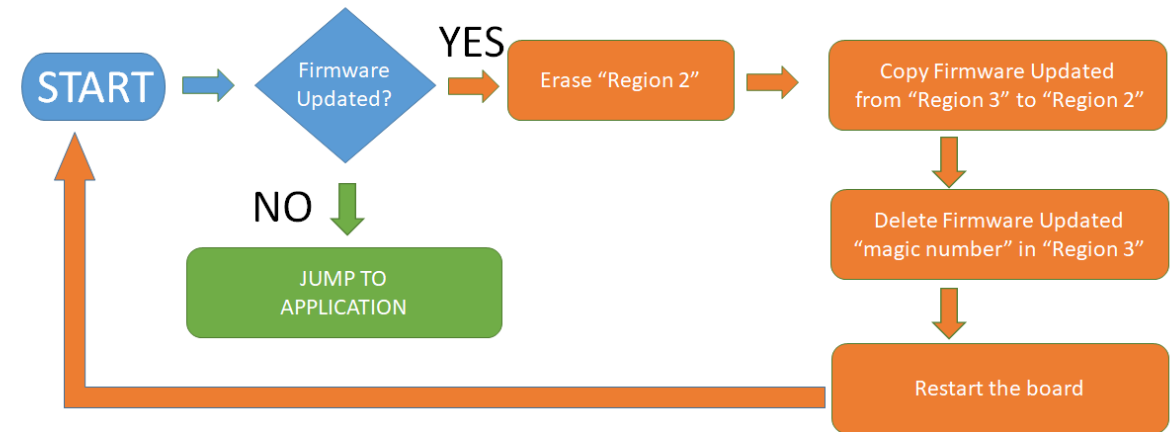 START
Firmware
Updated?
YES
Erase “Region 2”
Copy Firmware Updated
from “Region 3” to “Region 2”
NO
JUMP TO
APPLICATION
Delete Firmware Updated
“magic number” in “Region 3”
Restart the board